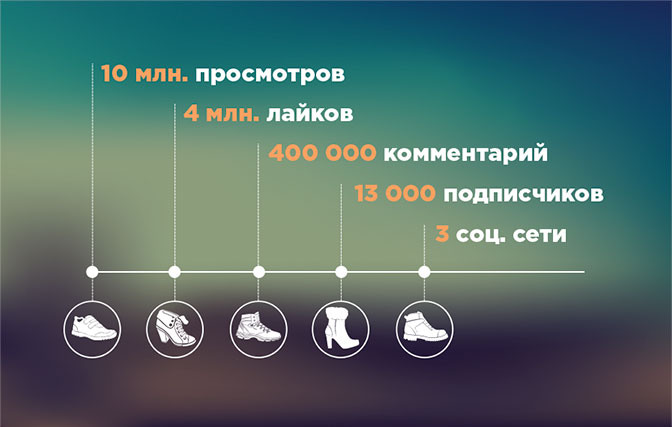 10 млн. просмотров
4 млн. лайков
400 000 комментарий
13 000 подписчиков
3 соц. сети